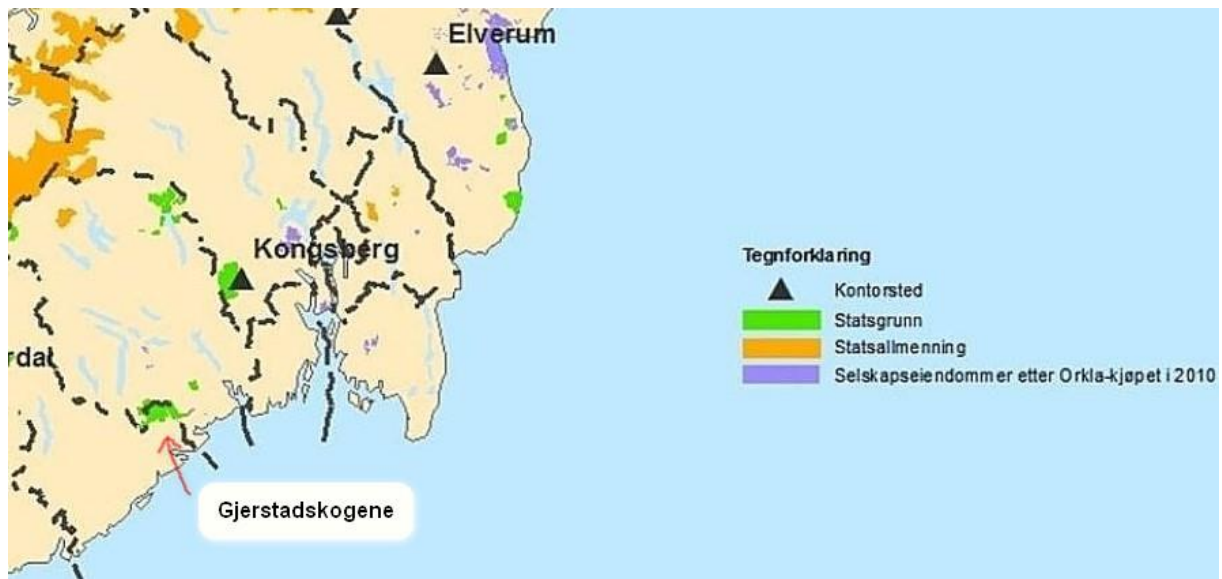 Elverum
Kongsberg
rdal
Gjerstadskogene
Tegnforklaring
Kontorsted
Statsgrunn
Statsallmenning
Selskapseiendommer etter Orkla-kjøpet i 2010